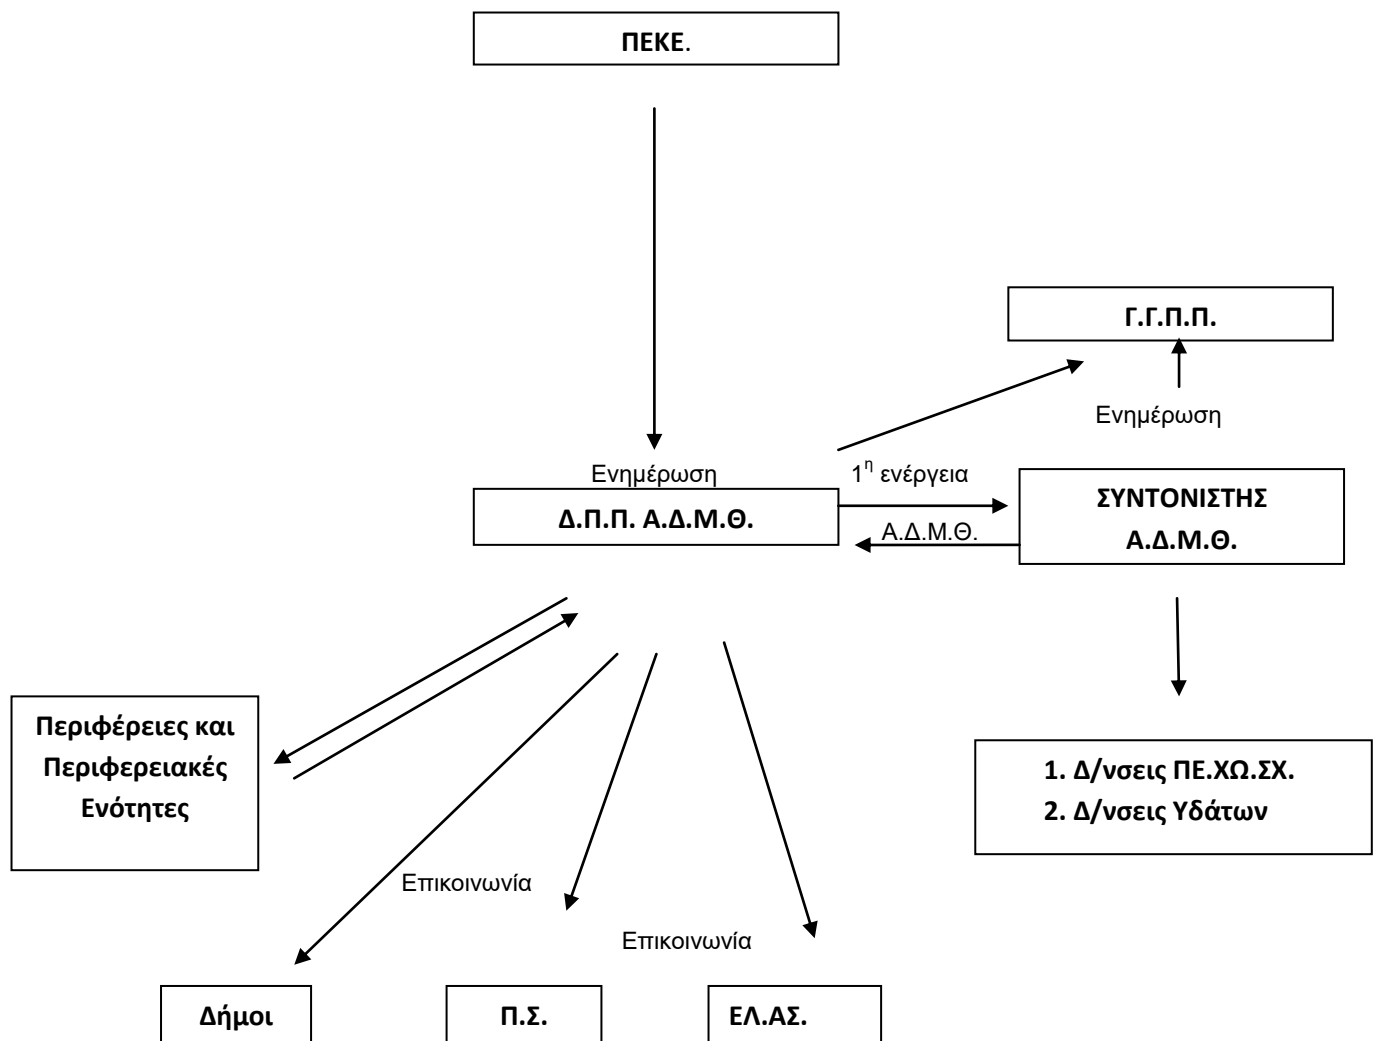 ΠΕΚΕ.
Γ.Γ.Π.Π.
Ενημέρωση
Ενημέρωση
1η ενέργεια
Δ.Π.Π. Α.Δ.Μ.Θ.
Α.Δ.Μ.Θ.
ΣΥΝΤΟΝΙΣΤΗΣ
Α.Δ.Μ.Θ.
Περιφέρειες και
Περιφερειακές
Ενότητες
1. Δ/νσεις ΠΕ.ΧΩ.ΣΧ.
2. Δ/νσεις Υδάτων
Επικοινωνία
Επικοινωνία
Δήμοι
Π.Σ.
ΕΛ.ΑΣ.